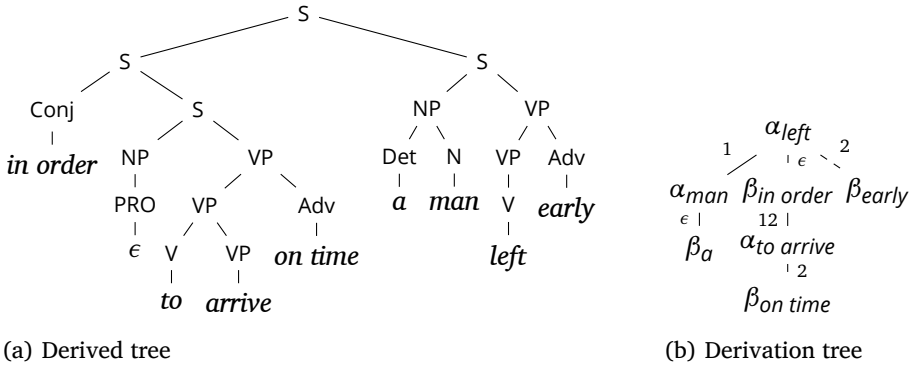 S
S S
Conj S NP VP
in order NP VP Det N VP Adv
PRO VP Adv a man V early
ϵ V VP on time left
to arrive
α_left
1 ϵ 2
α_man β_in order β_early
ϵ 12
β_a α_to arrive
2
β_on time
(a) Derived tree
(b) Derivation tree